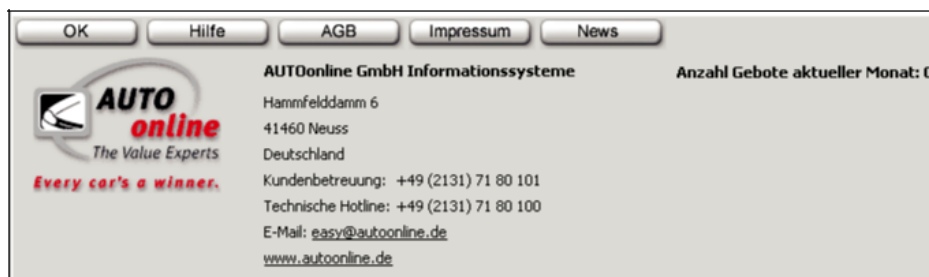 OK Hilfe AGB Impressum News
AUTOonline GmbH Informationssysteme
Anzahl Gebote aktueller Monat: 0
AUTO
online
The Value Experts
Every car's a winner.
Hammfelddamm 6
41460 Neuss
Deutschland
Kundenbetreuung: +49 (2131) 71 80 101
Technische Hotline: +49 (2131) 71 80 100
E-Mail: easy@autoonline.de
www.autoonline.de